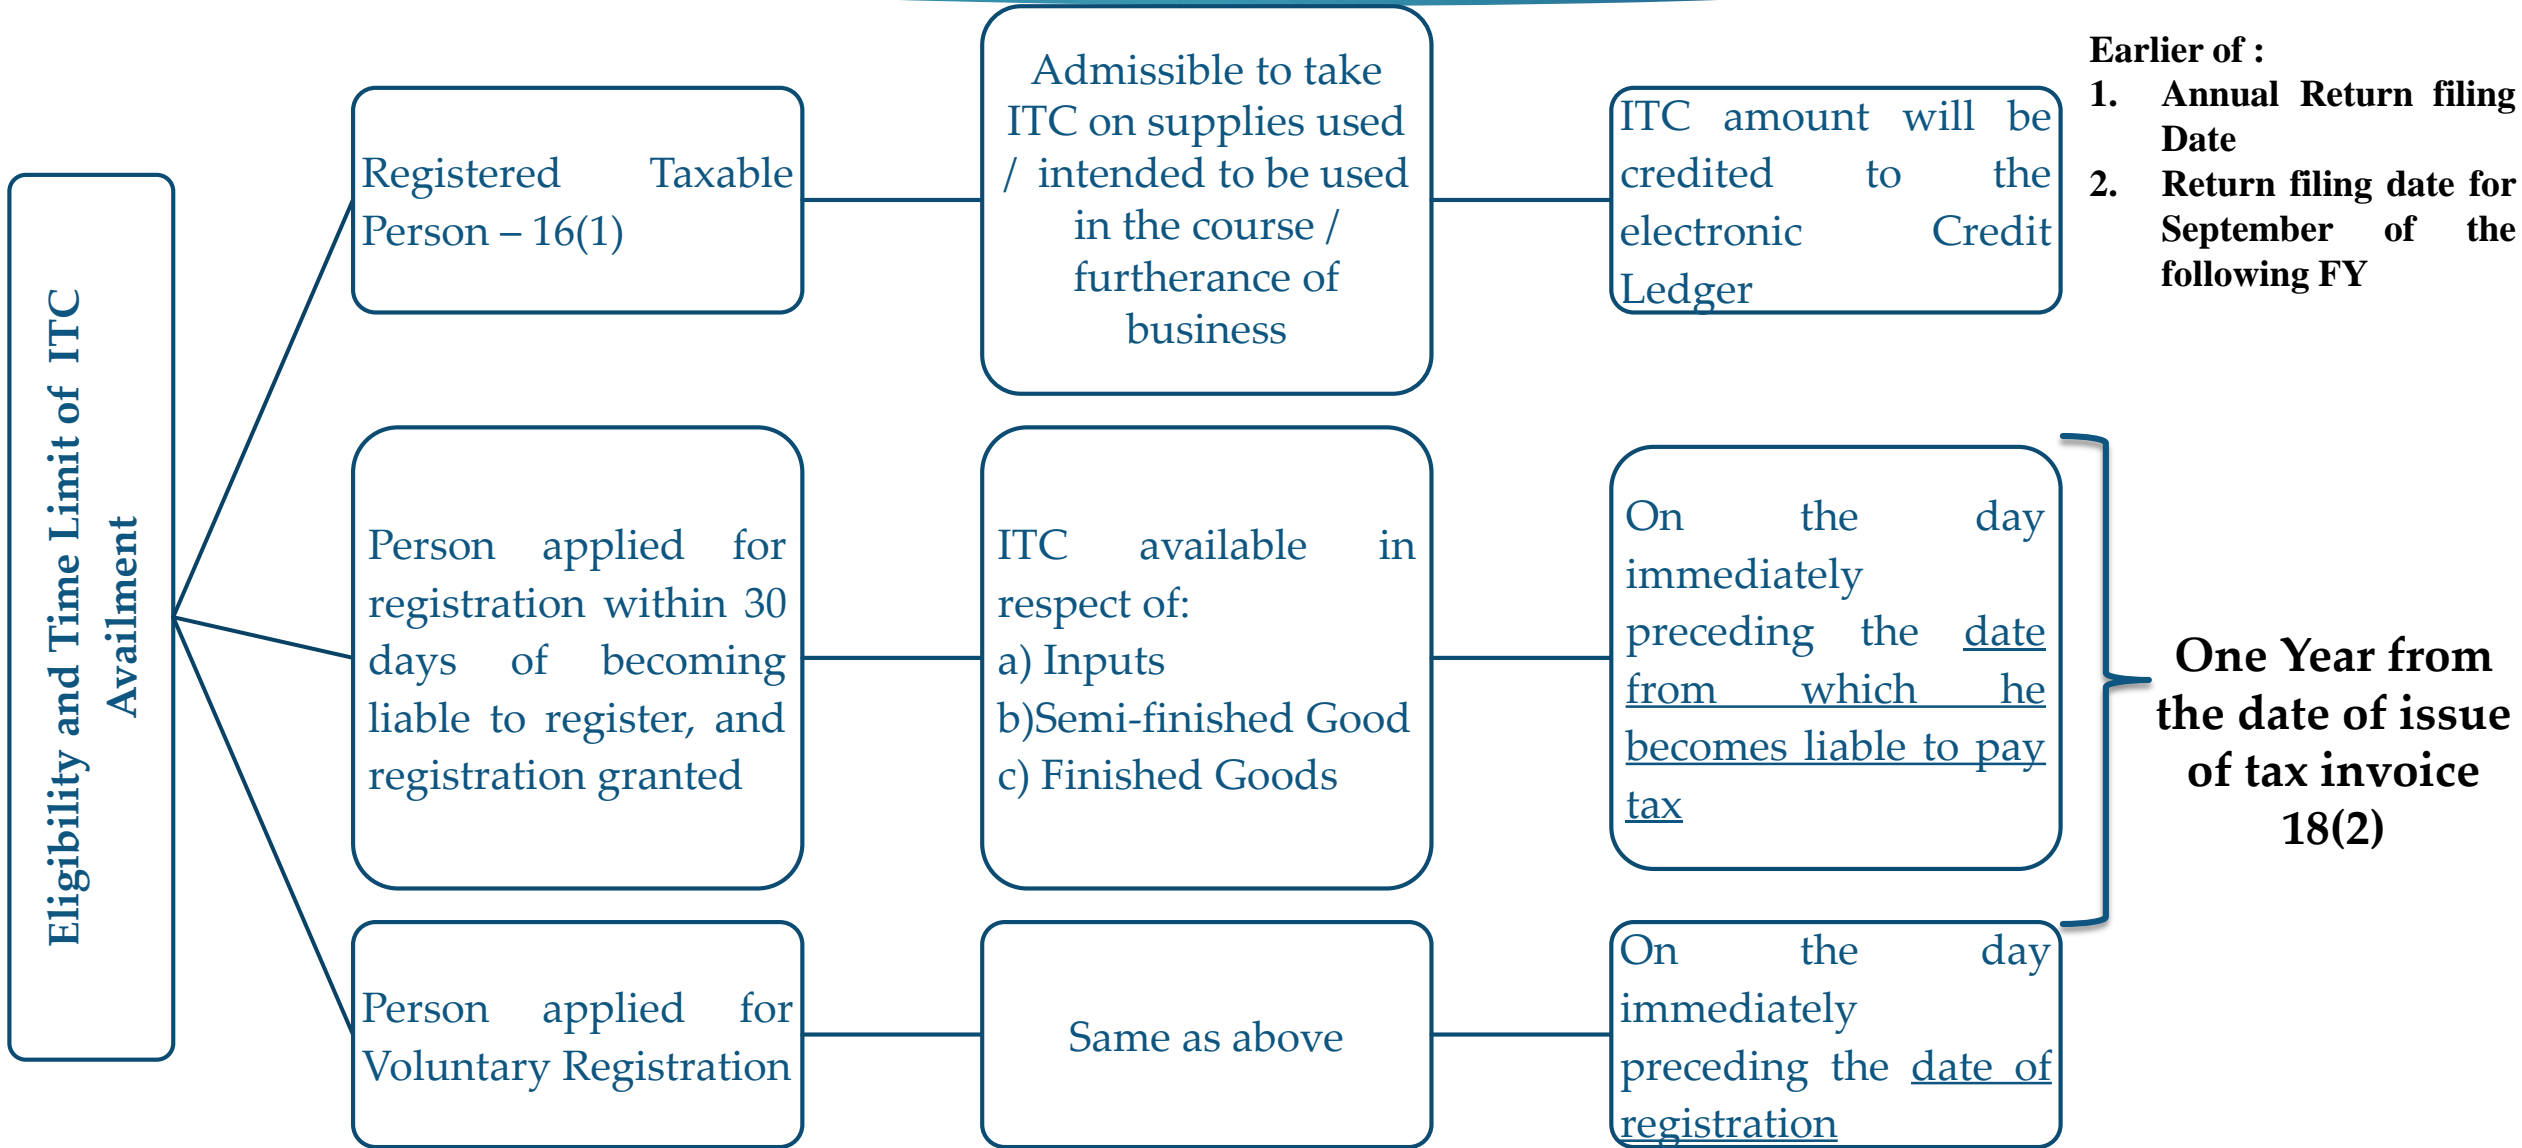 Eligibility and Time Limit of ITC
Availment
Registered Taxable
Person – 16(1)
Admissible to take
ITC on supplies used
/ intended to be used
in the course /
furtherance of
business
ITC amount will be
credited to the
electronic Credit
Ledger
Earlier of :
1. Annual Return filing
Date
2. Return filing date for
September of the
following FY
Person applied for
registration within 30
days of becoming
liable to register, and
registration granted
ITC available in
respect of:
a) Inputs
b)Semi-finished Good
c) Finished Goods
On the day
immediately
preceding the date
from which he
becomes liable to pay
tax
One Year from
the date of issue
of tax invoice
18(2)
Person applied for
Voluntary Registration
Same as above
On the day
immediately
preceding the date of
registration